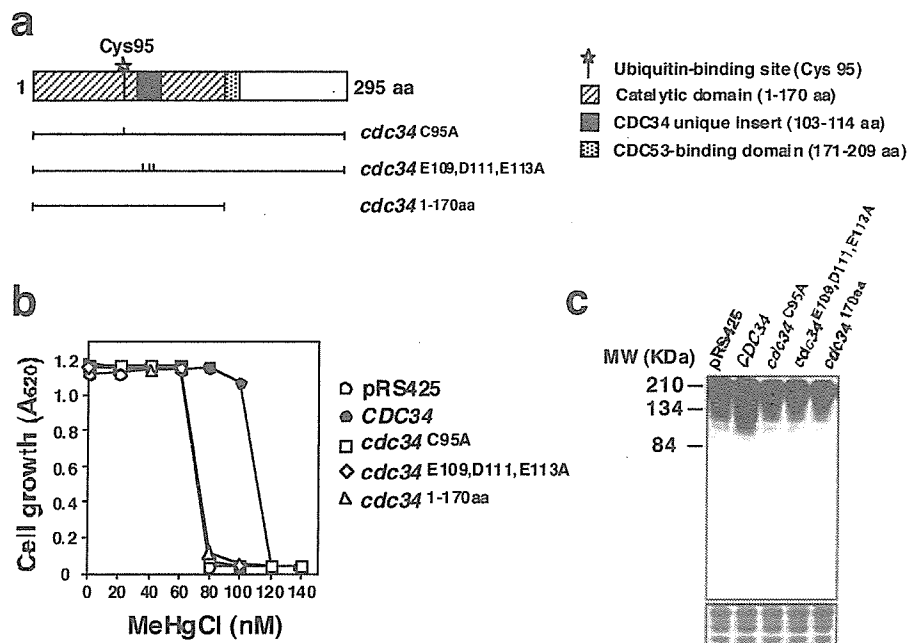 a
Cys95
1
295 aa
cdc34 C95A
cdc34 E109,D111,E113A
cdc34 1-170aa
Ubiquitin-binding site (Cys 95)
Catalytic domain (1-170 aa)
CDC34 unique insert (103-114 aa)
CDC53-binding domain (171-209 aa)
b
Cell growth (A620)
1.2
1.0
0.8
0.6
0.4
0.2
0
0 20 40 60 80 100 120 140
MeHgCl (nM)
pRS425
CDC34
cdc34 C95A
cdc34 E109,D111,E113A
cdc34 1-170aa
c
pRS425
CDC34
cdc34 C95A
cdc34 E109,D111,E113A
cdc34 170aa
MW (KDa)
210
134
84